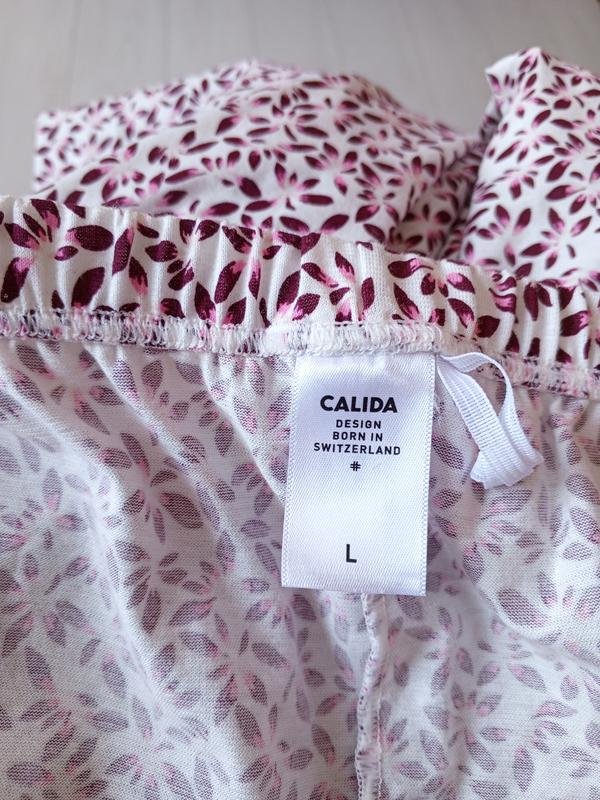 CALIDA
DESIGN
BORN IN
SWITZERLAND
#
L